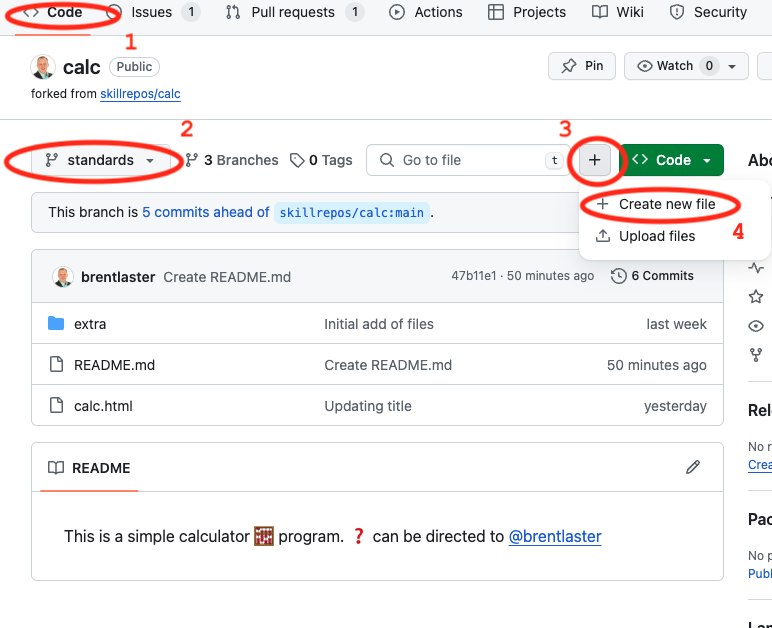 Code Issues 1 Pull requests 1 Actions Projects Wiki Security
1
calc Public Pin Watch 0
forked from skillrepos/calc
2 3
standards 3 Branches 0 Tags Go to file t + Code
This branch is 5 commits ahead of skillrepos/calc:main .
Create new file
4
Upload files
brentlaster Create README.md 47b11e1 · 50 minutes ago 6 Commits
extra Initial add of files last week
README.md Create README.md 50 minutes ago
calc.html Updating title yesterday
No r
README
This is a simple calculator program. ❓ can be directed to @brentlaster
No p
Publ